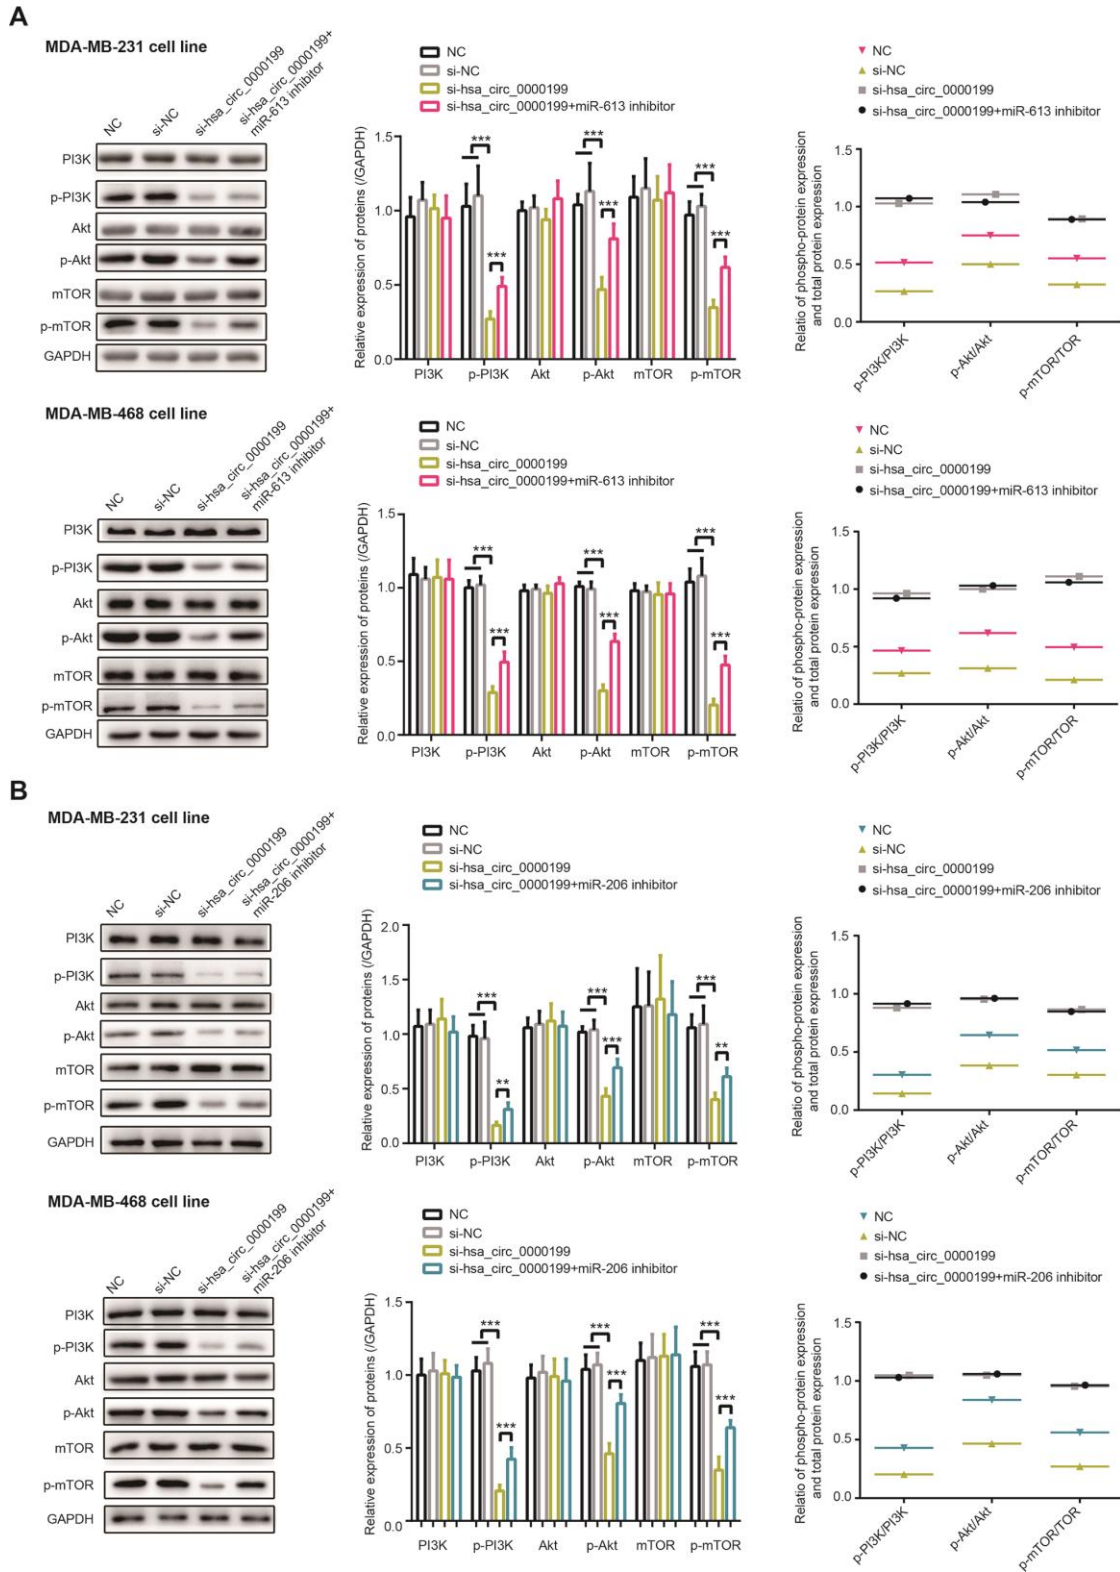 A
MDA-MB-231 cell line
NC
si-NC
si-hsa_circ_0000199
si-hsa_circ_0000199+
miR-613 inhibitor
PI3K
p-PI3K
Akt
p-Akt
mTOR
p-mTOR
GAPDH
NC
si-NC
si-hsa_circ_0000199
si-hsa_circ_0000199+miR-613 inhibitor
Relative expression of proteins (/GAPDH)
1.5
1.0
0.5
0.0
*** *** ***
*** *** ***
PI3K p-PI3K Akt p-Akt mTOR p-mTOR
NC
si-NC
si-hsa_circ_0000199
si-hsa_circ_0000199+miR-613 inhibitor
Relatio of phospho-protein expression
and total protein expression
1.5
1.0
0.5
0.0
p-PI3K/PI3K
p-Akt/Akt
p-mTOR/TOR
MDA-MB-468 cell line
NC
si-NC
si-hsa_circ_0000199
si-hsa_circ_0000199+
miR-613 inhibitor
PI3K
p-PI3K
Akt
p-Akt
mTOR
p-mTOR
GAPDH
NC
si-NC
si-hsa_circ_0000199
si-hsa_circ_0000199+miR-613 inhibitor
Relative expression of proteins (/GAPDH)
1.5
1.0
0.5
0.0
*** *** ***
*** *** ***
PI3K p-PI3K Akt p-Akt mTOR p-mTOR
NC
si-NC
si-hsa_circ_0000199
si-hsa_circ_0000199+miR-613 inhibitor
Relatio of phospho-protein expression
and total protein expression
1.5
1.0
0.5
0.0
p-PI3K/PI3K
p-Akt/Akt
p-mTOR/TOR
B
MDA-MB-231 cell line
NC
si-NC
si-hsa_circ_0000199
si-hsa_circ_0000199+
miR-206 inhibitor
PI3K
p-PI3K
Akt
p-Akt
mTOR
p-mTOR
GAPDH
NC
si-NC
si-hsa_circ_0000199
si-hsa_circ_0000199+miR-206 inhibitor
Relative expression of proteins (/GAPDH)
2.0
1.5
1.0
0.5
0.0
*** *** ***
** *** **
PI3K p-PI3K Akt p-Akt mTOR p-mTOR
NC
si-NC
si-hsa_circ_0000199
si-hsa_circ_0000199+miR-206 inhibitor
Relatio of phospho-protein expression
and total protein expression
1.5
1.0
0.5
0.0
p-PI3K/PI3K
p-Akt/Akt
p-mTOR/TOR
MDA-MB-468 cell line
NC
si-NC
si-hsa_circ_0000199
si-hsa_circ_0000199+
miR-206 inhibitor
PI3K
p-PI3K
Akt
p-Akt
mTOR
p-mTOR
GAPDH
NC
si-NC
si-hsa_circ_0000199
si-hsa_circ_0000199+miR-206 inhibitor
Relative expression of proteins (/GAPDH)
1.5
1.0
0.5
0.0
*** *** ***
*** *** ***
PI3K p-PI3K Akt p-Akt mTOR p-mTOR
NC
si-NC
si-hsa_circ_0000199
si-hsa_circ_0000199+miR-206 inhibitor
Relatio of phospho-protein expression
and total protein expression
1.5
1.0
0.5
0.0
p-PI3K/PI3K
p-Akt/Akt
p-mTOR/TOR